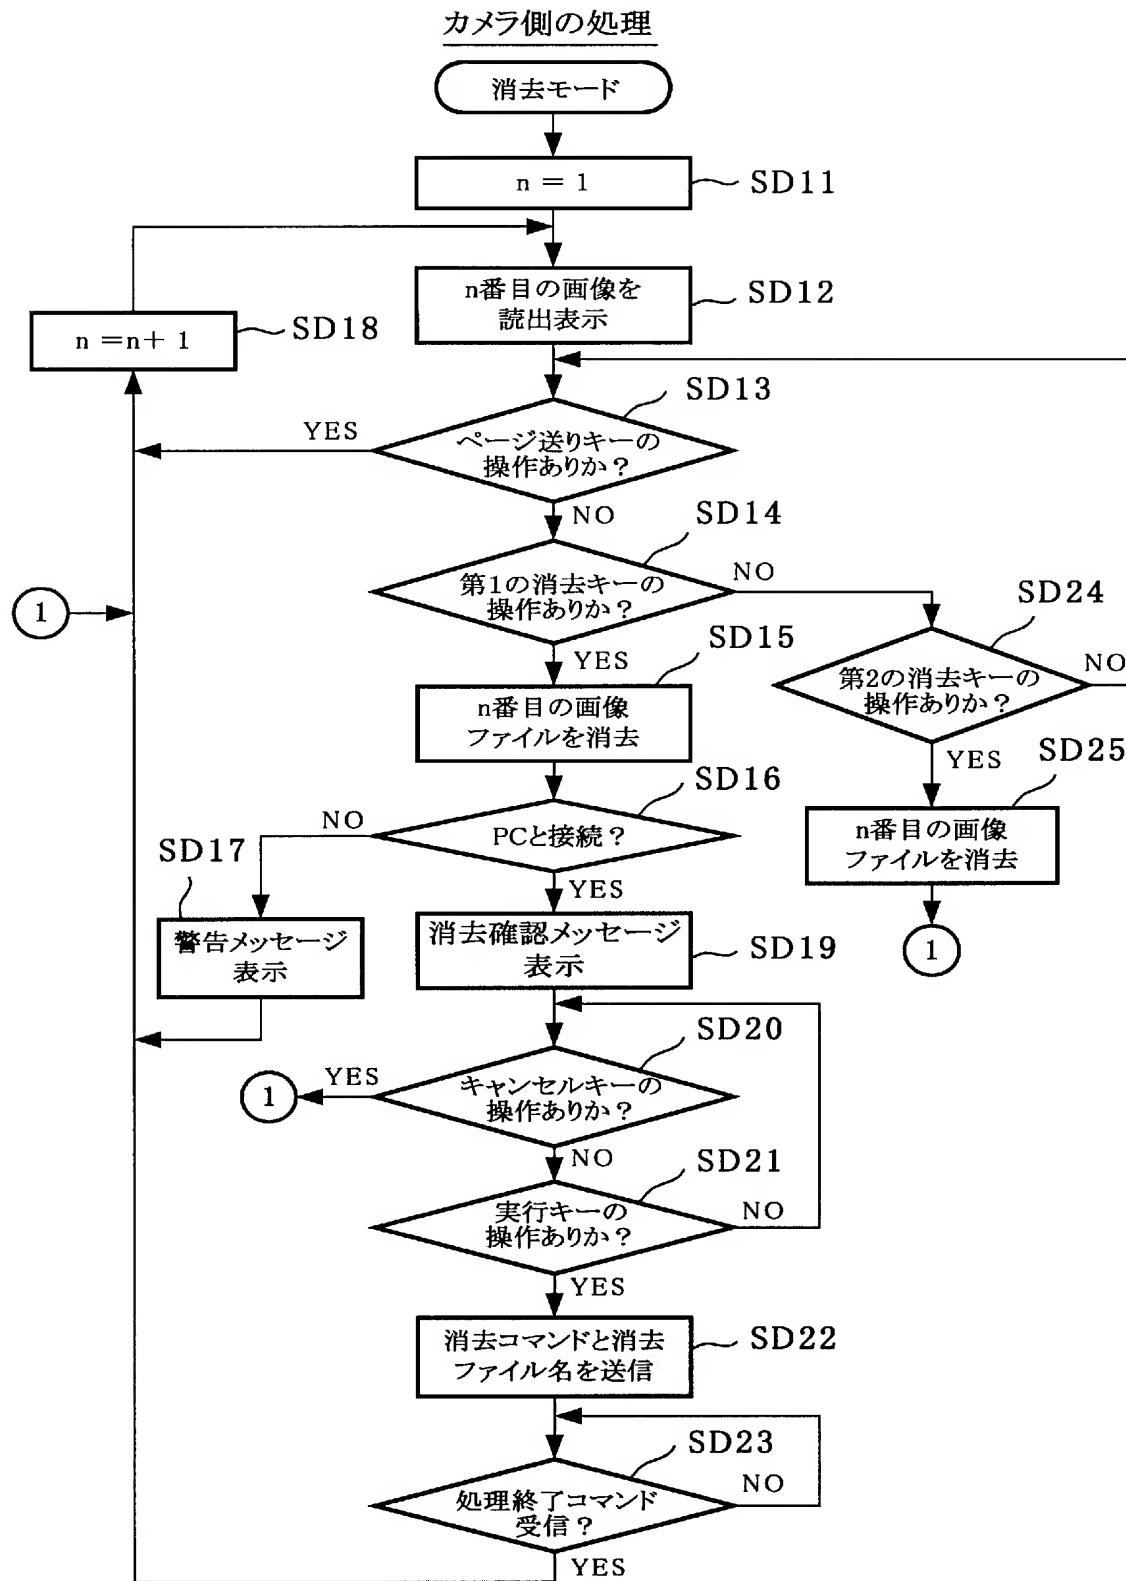 カメラ側の処理
消去モード
n = 1
SD11
n番目の画像を
読出表示
SD12
n =n+ 1
SD18
SD13
YES
ページ送りキーの
操作ありか?
NO
SD14
第1の消去キーの
操作ありか?
NO
1
SD24
SD15
YES
第2の消去キーの
操作ありか?
NO
n番目の画像
ファイルを消去
YES
SD25
SD16
NO
PCと接続?
n番目の画像
ファイルを消去
SD17
YES
警告メッセージ
表示
消去確認メッセージ
表示
SD19
1
SD20
YES
1
キャンセルキーの
操作ありか?
NO
SD21
実行キーの
操作ありか?
NO
YES
消去コマンドと消去
ファイル名を送信
SD22
SD23
処理終了コマンド
受信?
NO
YES